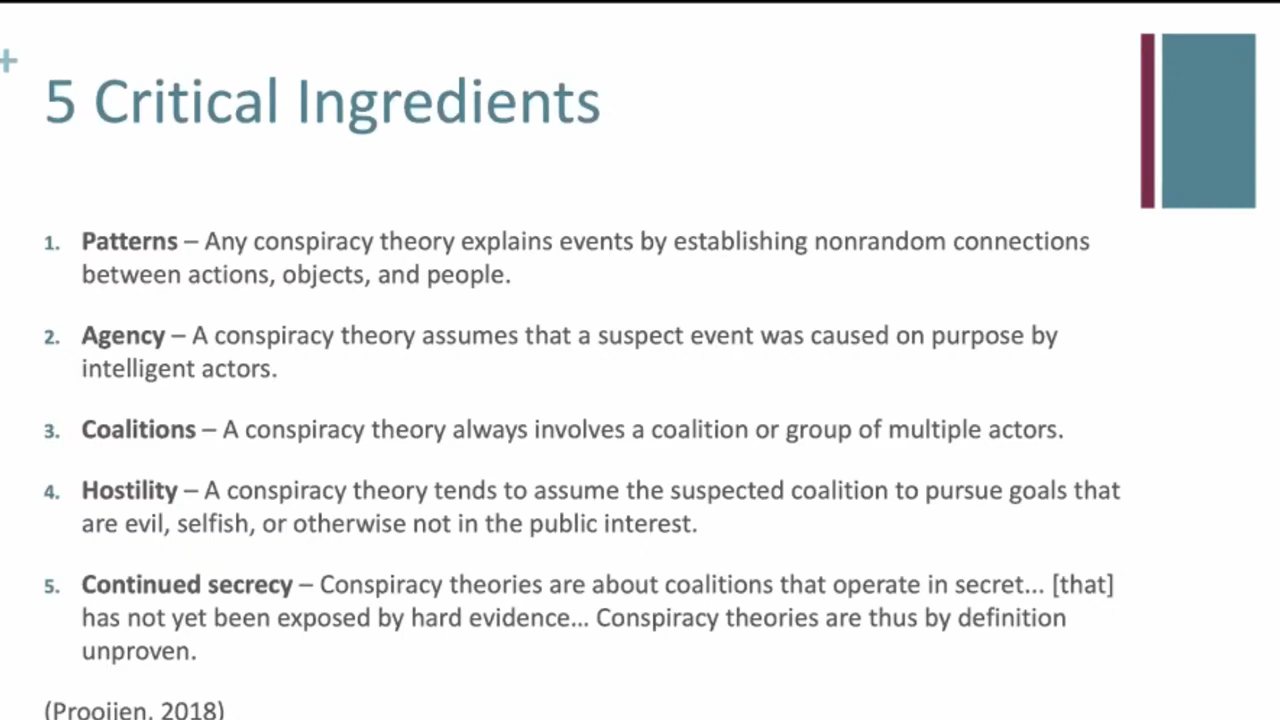 +
5 Critical Ingredients
1. Patterns – Any conspiracy theory explains events by establishing nonrandom connections
between actions, objects, and people.
2. Agency – A conspiracy theory assumes that a suspect event was caused on purpose by
intelligent actors.
3. Coalitions – A conspiracy theory always involves a coalition or group of multiple actors.
4. Hostility – A conspiracy theory tends to assume the suspected coalition to pursue goals that
are evil, selfish, or otherwise not in the public interest.
5. Continued secrecy – Conspiracy theories are about coalitions that operate in secret... [that]
has not yet been exposed by hard evidence... Conspiracy theories are thus by definition
unproven.
(Prooijen, 2018)